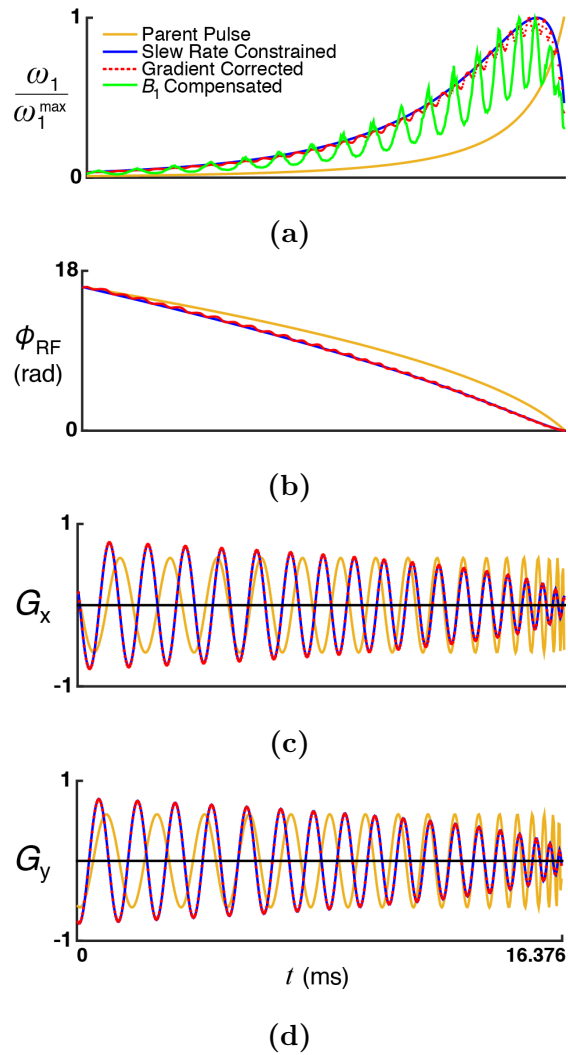 1
Parent Pulse
Slew Rate Constrained
Gradient Corrected
B1 Compensated
ω1
ω1max
0
(a)
18
ϕRF
(rad)
0
(b)
1
Gx
-1
(c)
1
Gy
-1
0
16.376
t (ms)
(d)